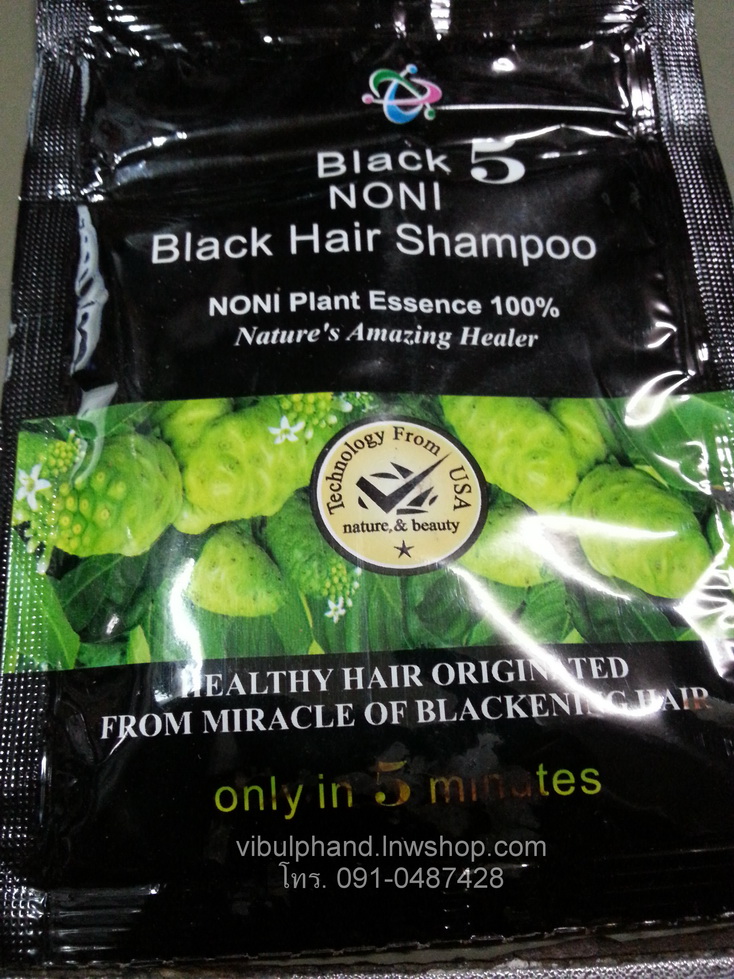 Black 5
NONI
Black Hair Shampoo
NONI Plant Essence 100%
Nature's Amazing Healer
Technology From USA
nature,& beauty
HEALTHY HAIR ORIGINATED
FROM MIRACLE OF BLACKENING HAIR
only in 5 minutes
vibulphand.lnwshop.com
โทร. 091-0487428